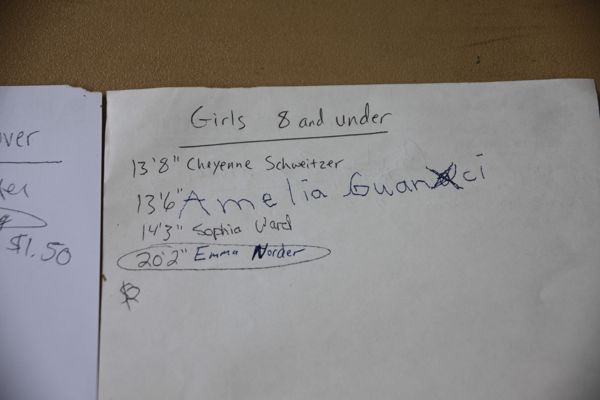 Girls 8 and under
13'8" Cheyenne Schweitzer
13'6" Amelia Guanci
14'3" Sophia Ward
20'2" Emma Norder
$1.50